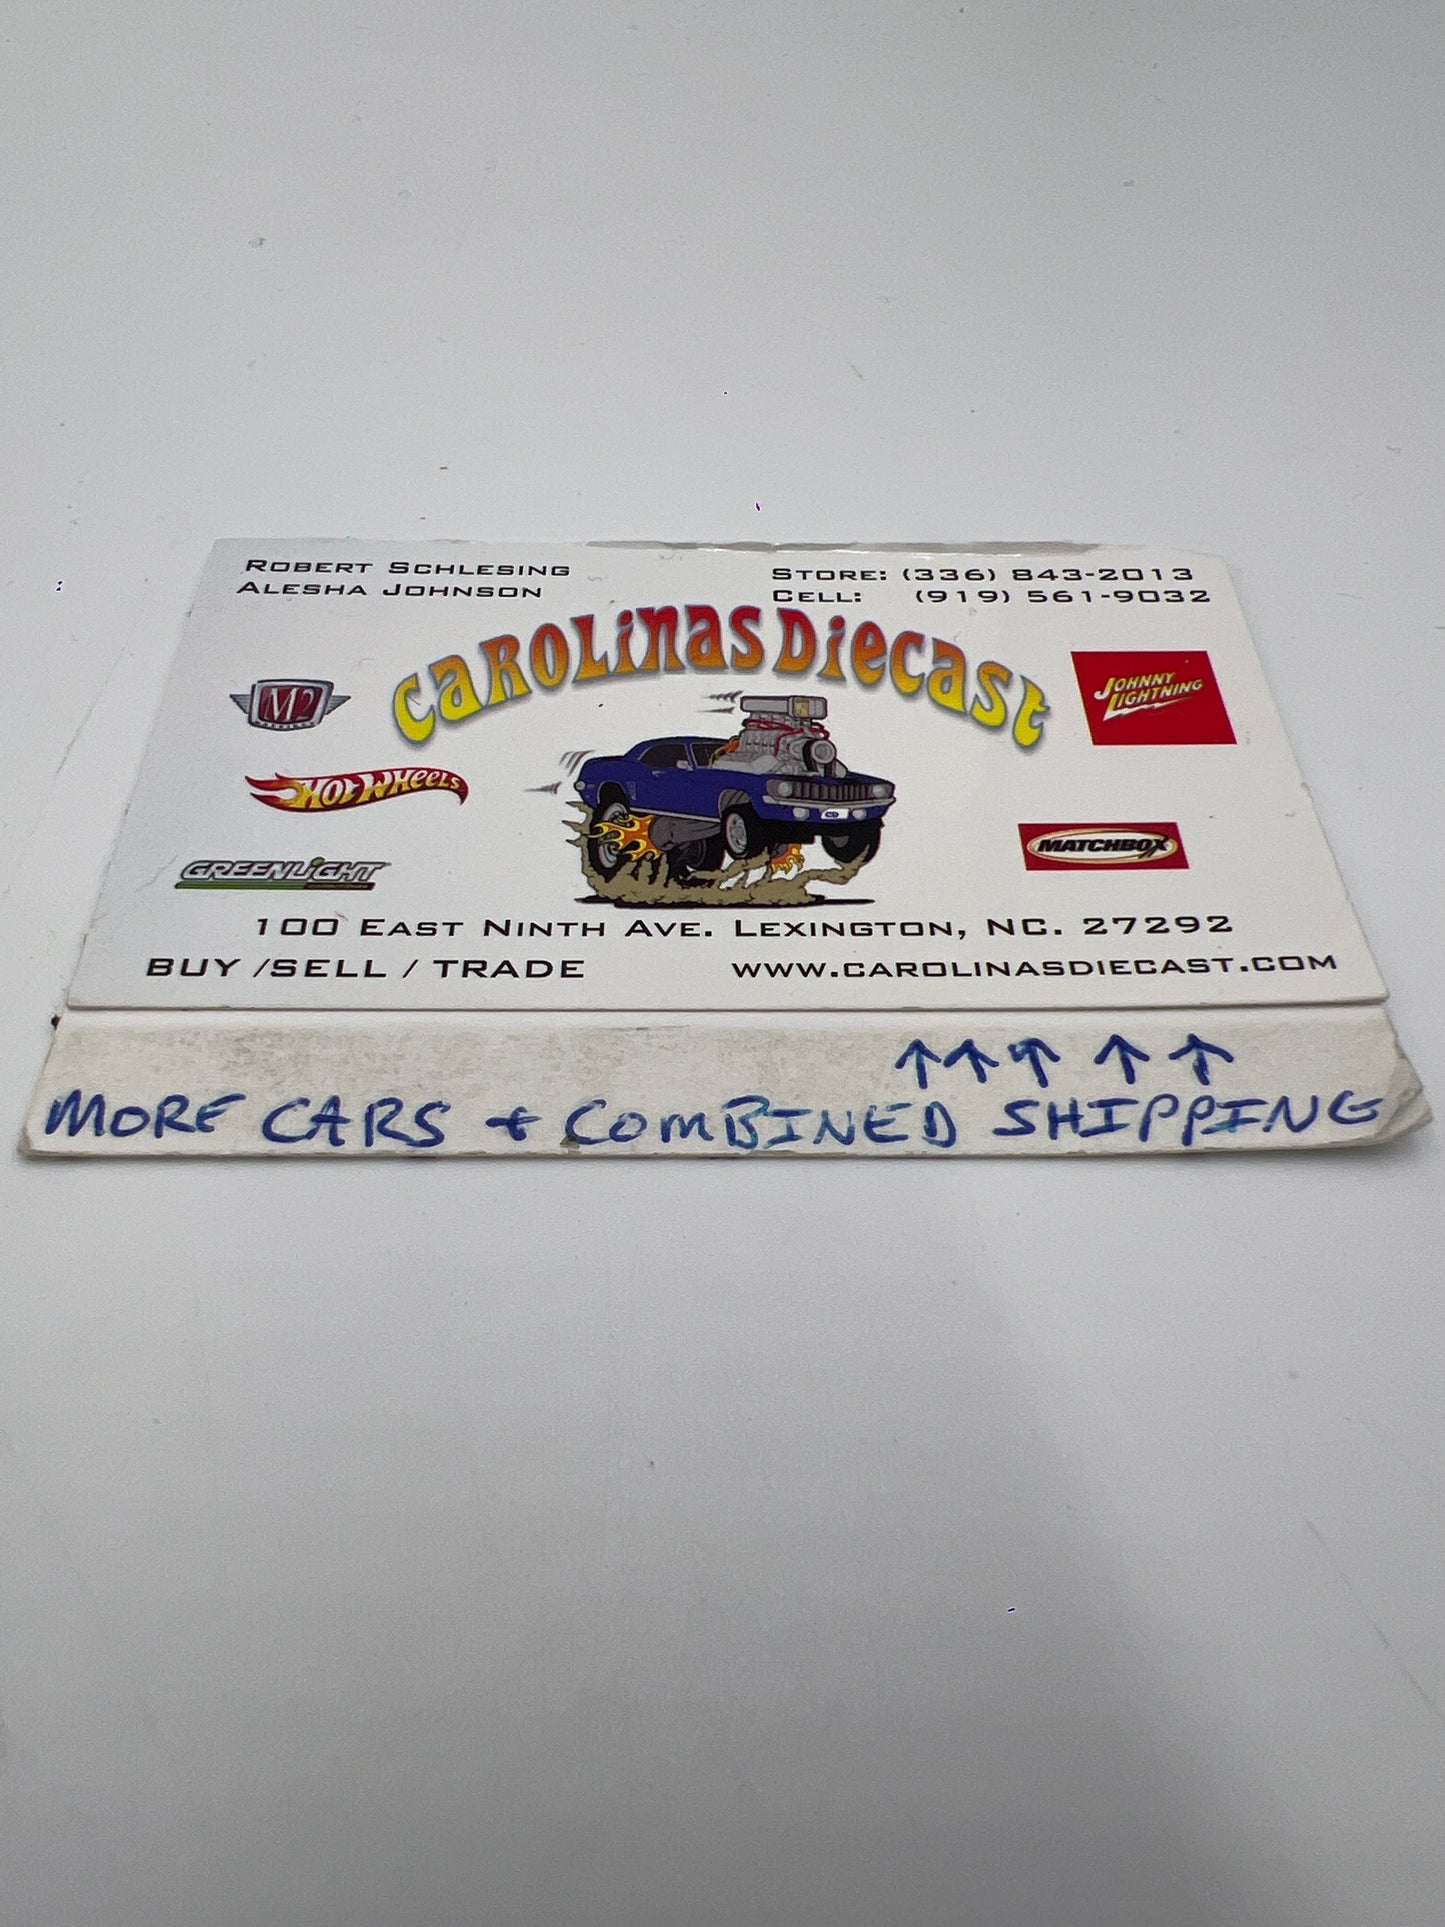 Robert Schlesing
Alesha Johnson
Store: (336) 843-2013
Cell: (919) 561-9032
Carolinas Diecast
M2
Johnny Lightning
Hot Wheels
Greenlight
Matchbox
100 East Ninth Ave. Lexington, NC. 27292
BUY /SELL / TRADE
www.carolinasdiecast.com
↑ ↑ ↑ ↑ ↑
MORE CARS + COMBINED SHIPPING